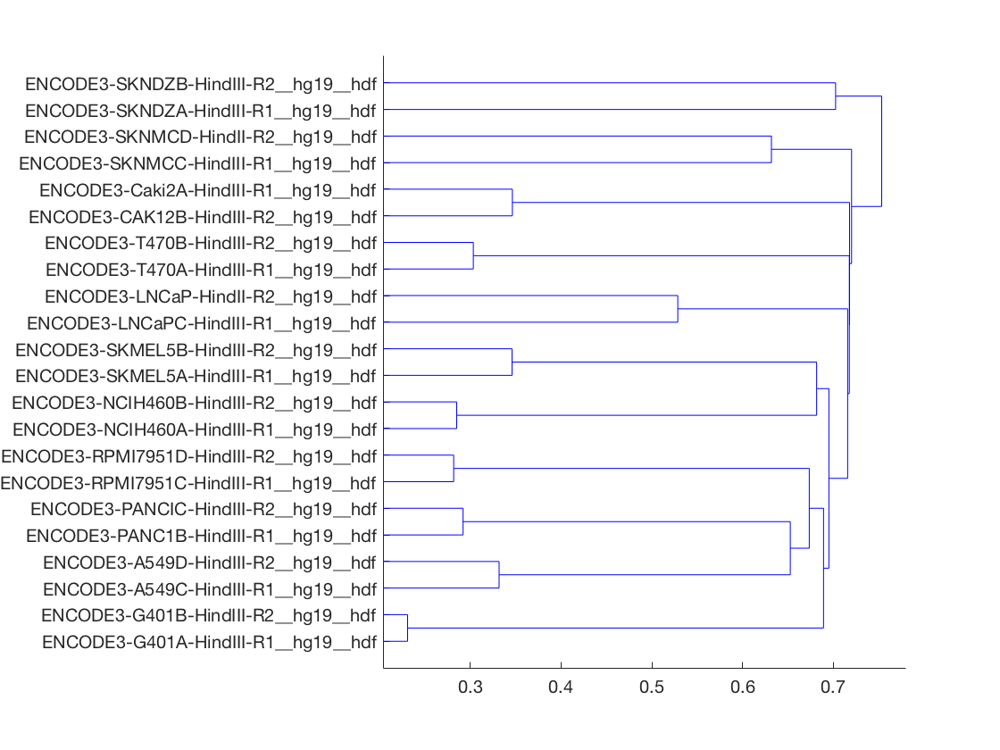 ENCODE3-SKNDZB-HindIII-R2__hg19__hdf
ENCODE3-SKNDZA-HindIII-R1__hg19__hdf
ENCODE3-SKNMCD-HindII-R2__hg19__hdf
ENCODE3-SKNMCC-HindIII-R1__hg19__hdf
ENCODE3-Caki2A-HindIII-R1__hg19__hdf
ENCODE3-CAK12B-HindIII-R2__hg19__hdf
ENCODE3-T470B-HindIII-R2__hg19__hdf
ENCODE3-T470A-HindIII-R1__hg19__hdf
ENCODE3-LNCaP-HindII-R2__hg19__hdf
ENCODE3-LNCaPC-HindIII-R1__hg19__hdf
ENCODE3-SKMEL5B-HindIII-R2__hg19__hdf
ENCODE3-SKMEL5A-HindIII-R1__hg19__hdf
ENCODE3-NCIH460B-HindIII-R2__hg19__hdf
ENCODE3-NCIH460A-HindIII-R1__hg19__hdf
ENCODE3-RPMI7951D-HindIII-R2__hg19__hdf
ENCODE3-RPMI7951C-HindIII-R1__hg19__hdf
ENCODE3-PANCIC-HindIII-R2__hg19__hdf
ENCODE3-PANC1B-HindIII-R1__hg19__hdf
ENCODE3-A549D-HindIII-R2__hg19__hdf
ENCODE3-A549C-HindIII-R1__hg19__hdf
ENCODE3-G401B-HindIII-R2__hg19__hdf
ENCODE3-G401A-HindIII-R1__hg19__hdf
0.3 0.4 0.5 0.6 0.7